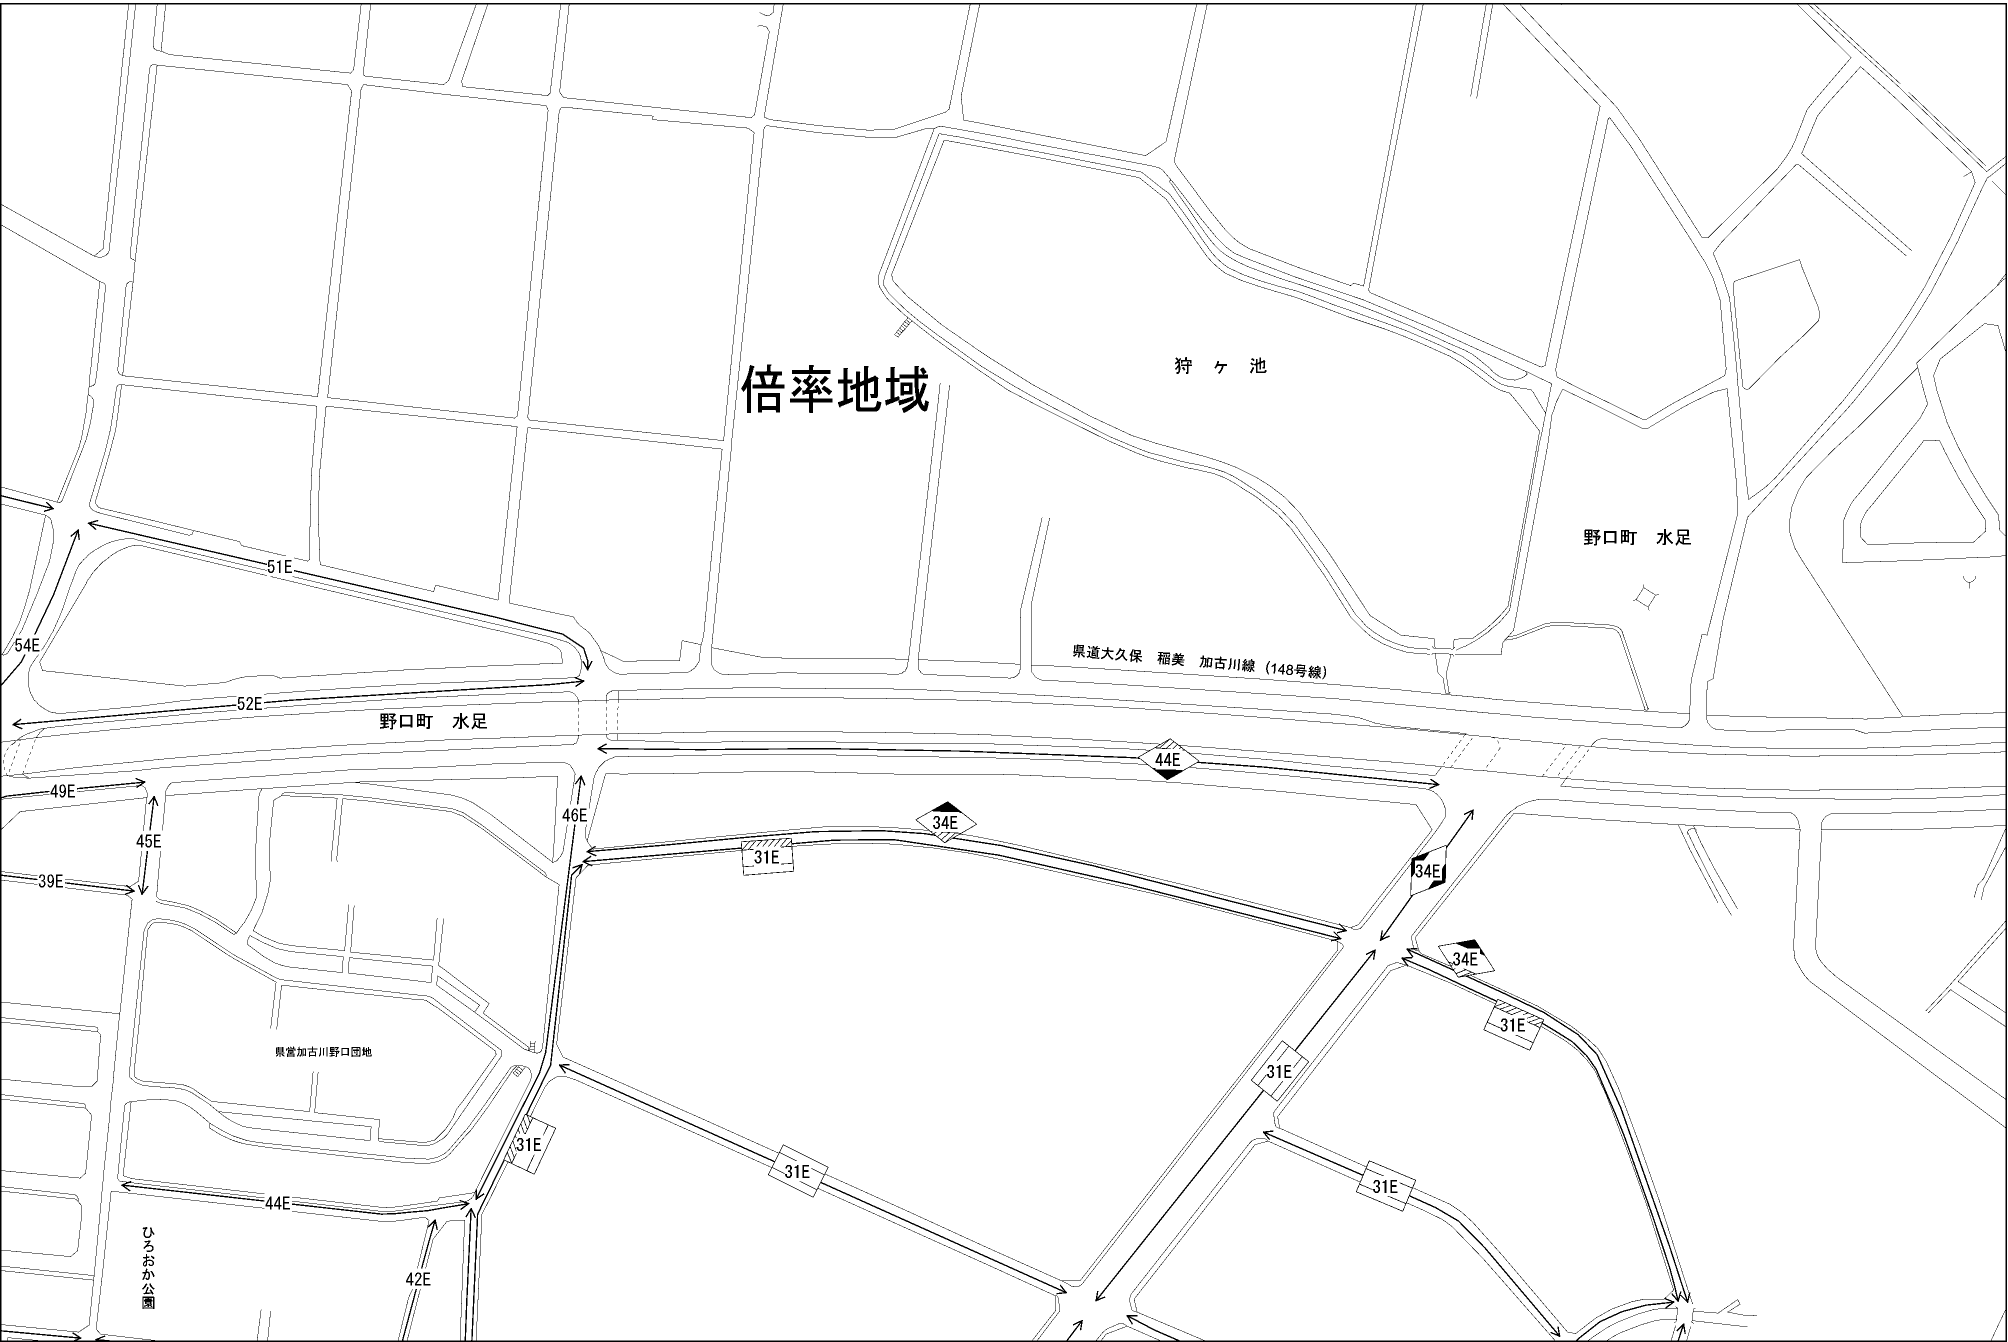 倍率地域
狩ヶ池
野口町 水足
51E
54E
県道大久保 稲美 加古川線（148号線）
52E
野口町 水足
44E
49E
46E
34E
45E
31E
34E
39E
34E
31E
県営加古川野口団地
31E
31E
31E
31E
44E
ひろおか公園
42E